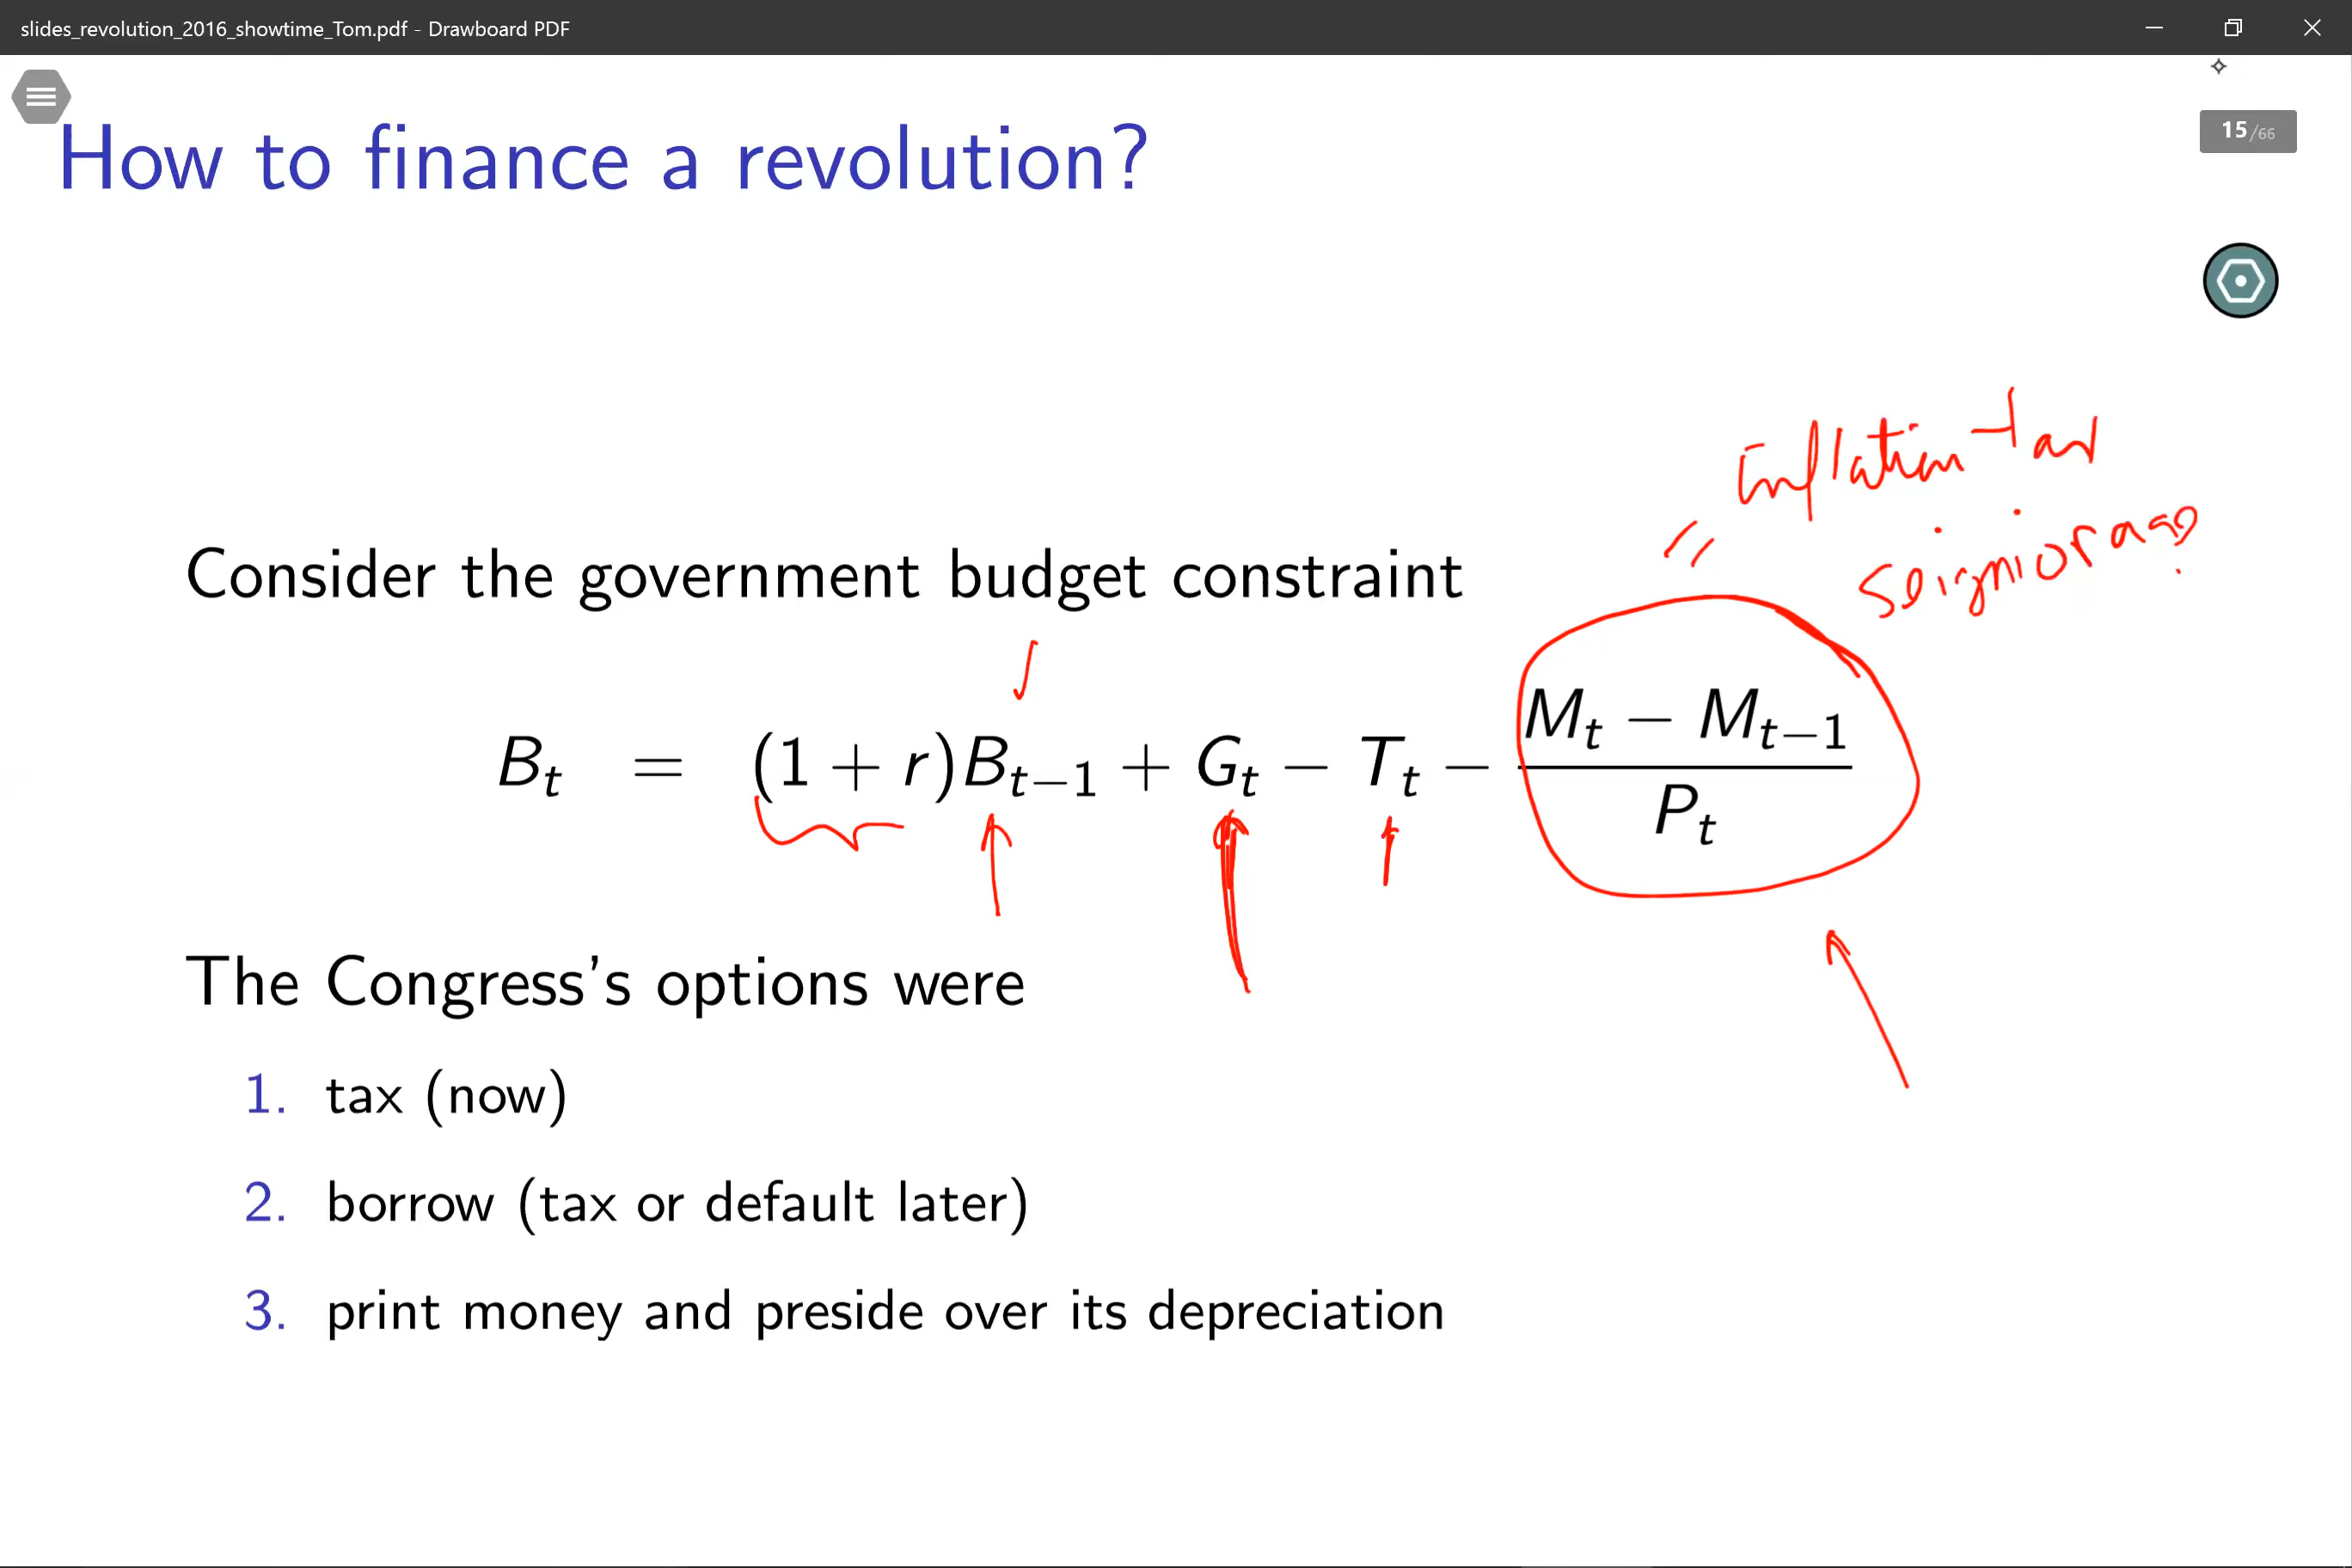 slides_revolution_2016_showtime_Tom.pdf - Drawboard PDF
15/66
How to finance a revolution?
= Inflation Tax
seigniorage
Consider the government budget constraint
B_t = (1 + r)B_{t−1} + G_t − T_t − (M_t − M_{t−1})/P_t
The Congress's options were
1. tax (now)
2. borrow (tax or default later)
3. print money and preside over its depreciation